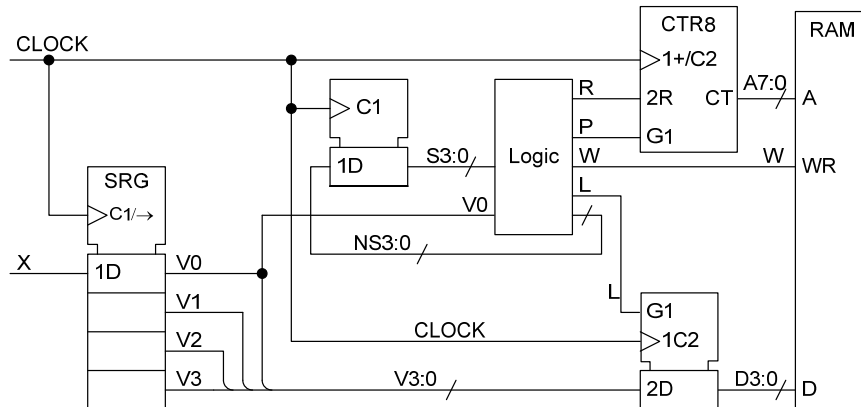 CTR8
RAM
CLOCK
1+/C2
R
2R
CT
A7:0
A
C1
P
G1
1D
S3:0
Logic
W
W
WR
SRG
L
C1/→
V0
NS3:0
X
1D
V0
L
G1
V1
CLOCK
1C2
V2
V3
V3:0
2D
D3:0
D